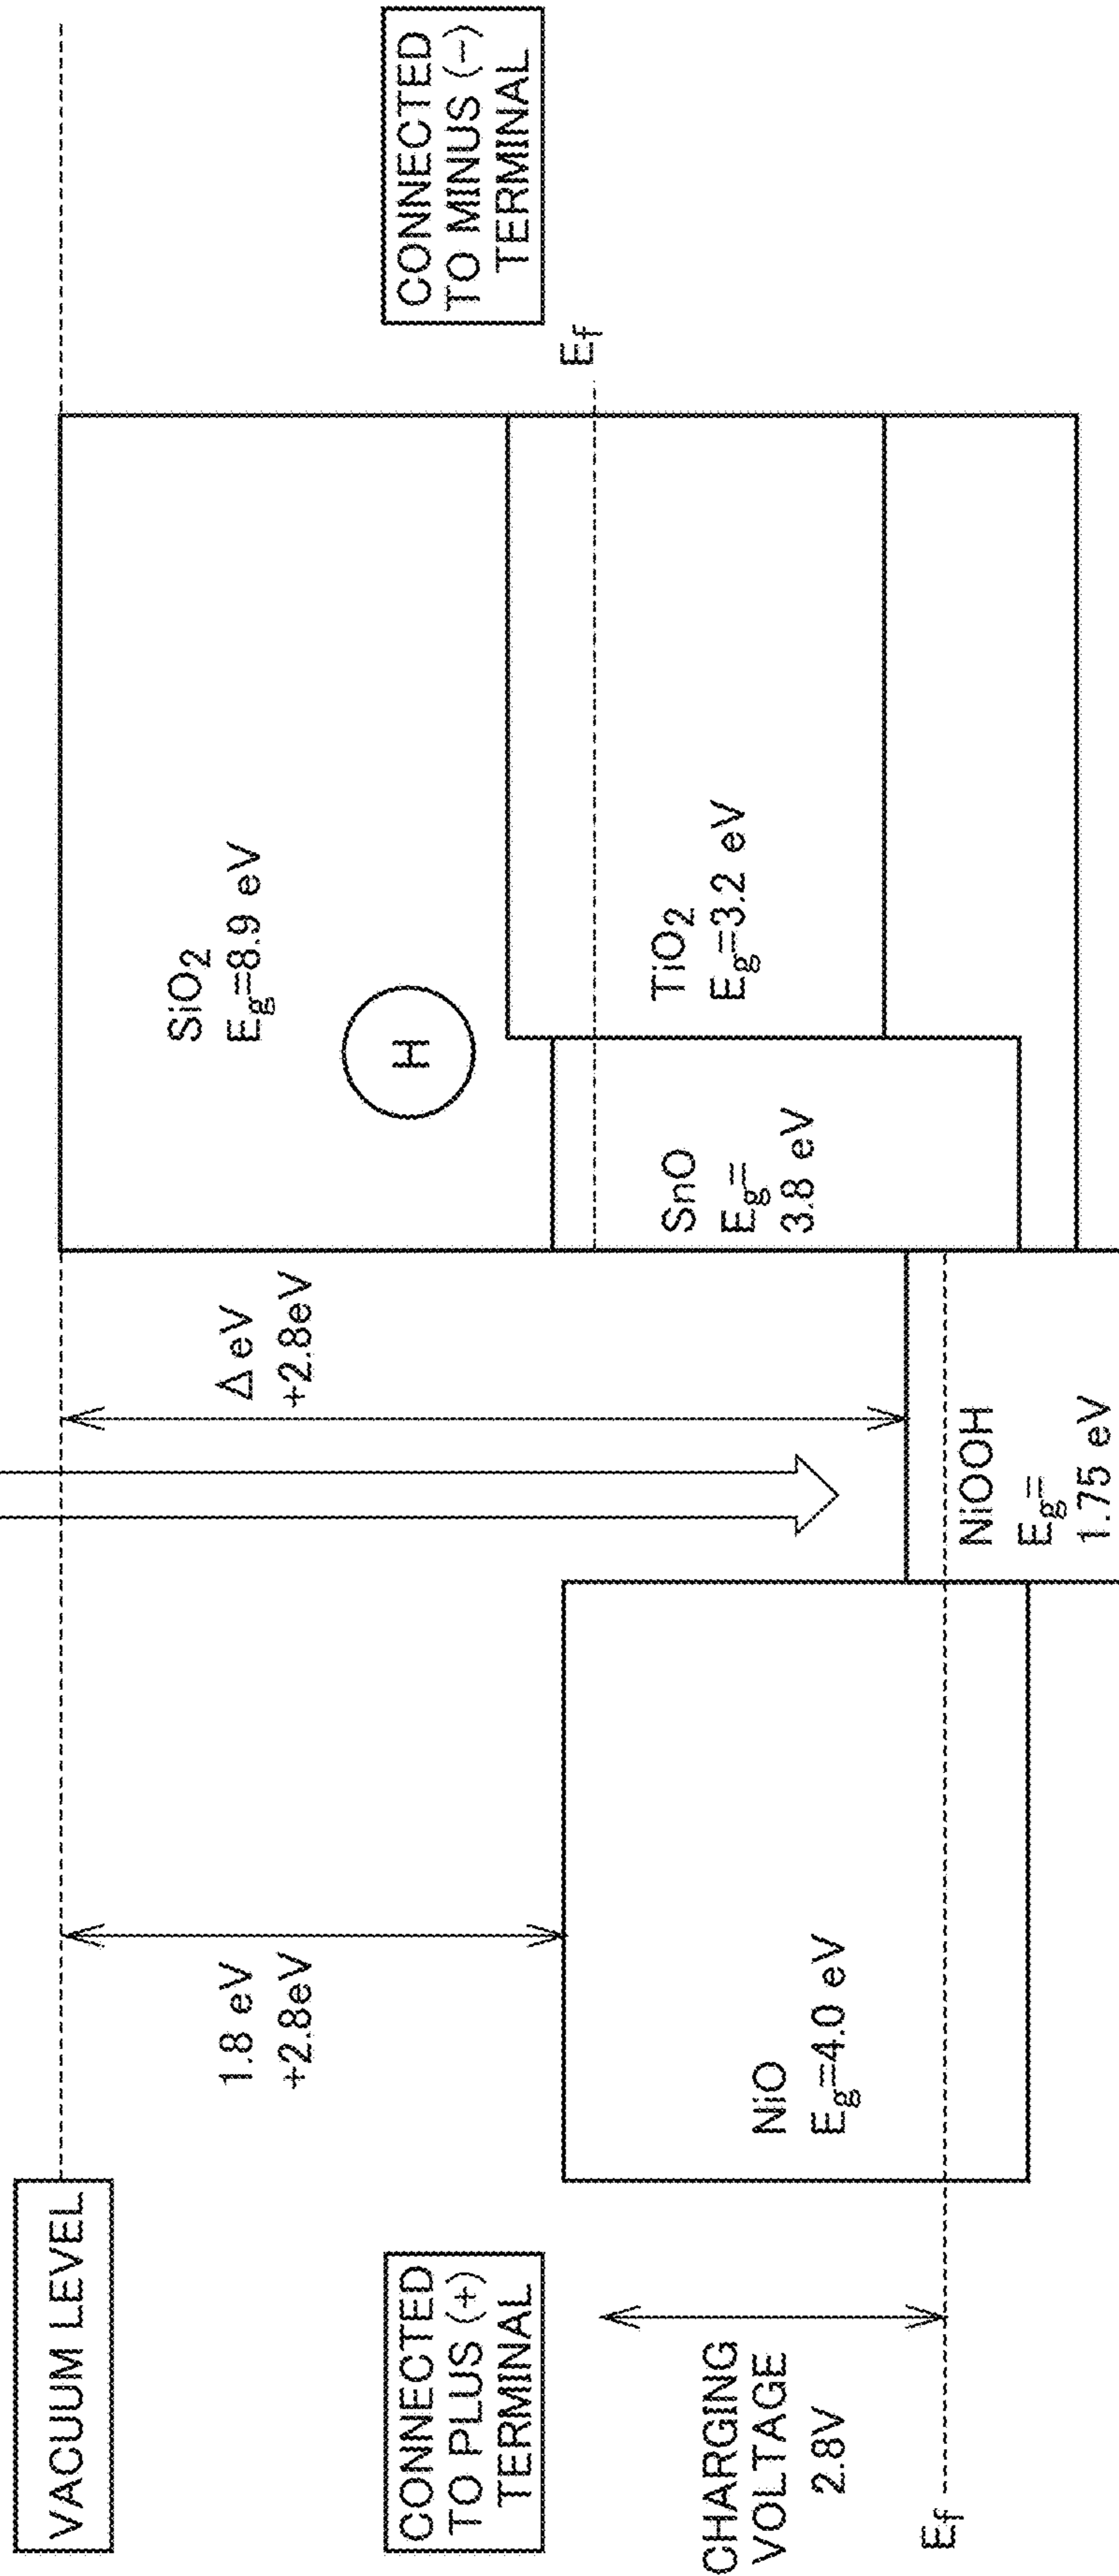 VACUUM LEVEL
1.8 eV
+2.8eV
Δ eV
+2.8eV
SiO2
Eg=8.9 eV
H
CONNECTED
TO PLUS (+)
TERMINAL
CONNECTED
TO MINUS (-)
TERMINAL
Ef
CHARGING
VOLTAGE
2.8V
NiO
Eg=4.0 eV
SnO
Eg=
3.8 eV
TiO2
Eg=3.2 eV
Ef
NiOOH
Eg=
1.75 eV